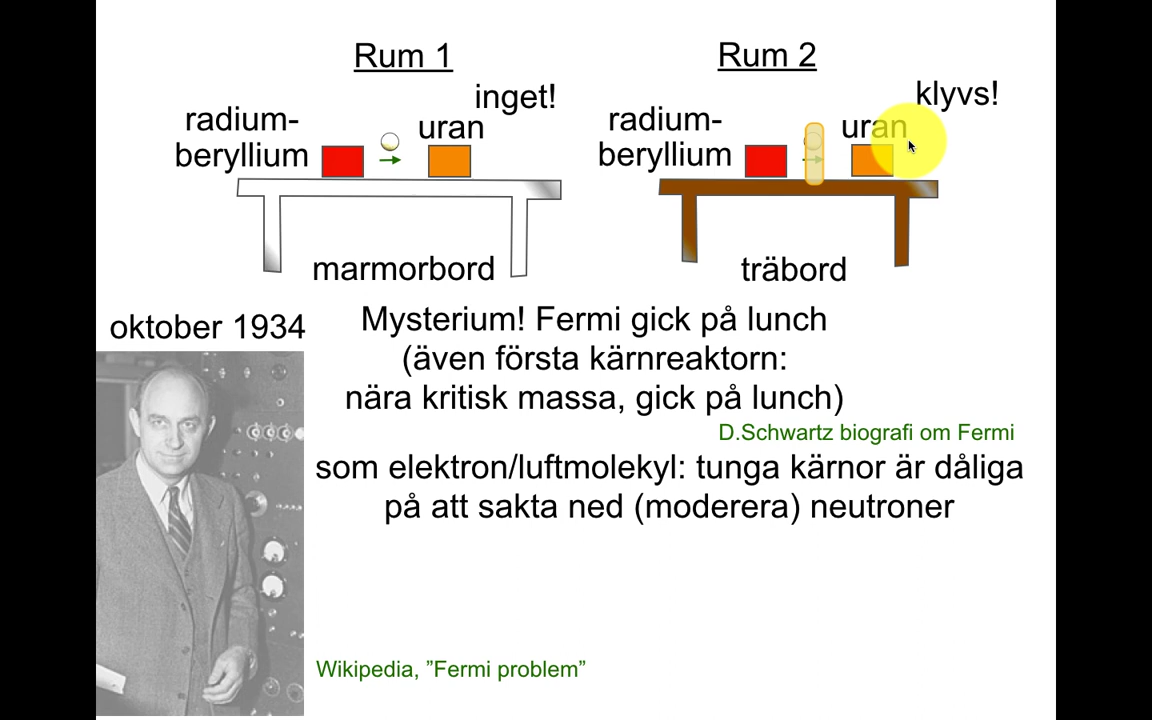 Rum 1
inget!
radium-
beryllium
uran
marmorbord
Rum 2
klyvs!
radium-
beryllium
uran
träbord
oktober 1934
Mysterium! Fermi gick på lunch
(även första kärnreaktorn:
nära kritisk massa, gick på lunch)
D.Schwartz biografi om Fermi
som elektron/luftmolekyl: tunga kärnor är dåliga
på att sakta ned (moderera) neutroner
Wikipedia, ”Fermi problem”